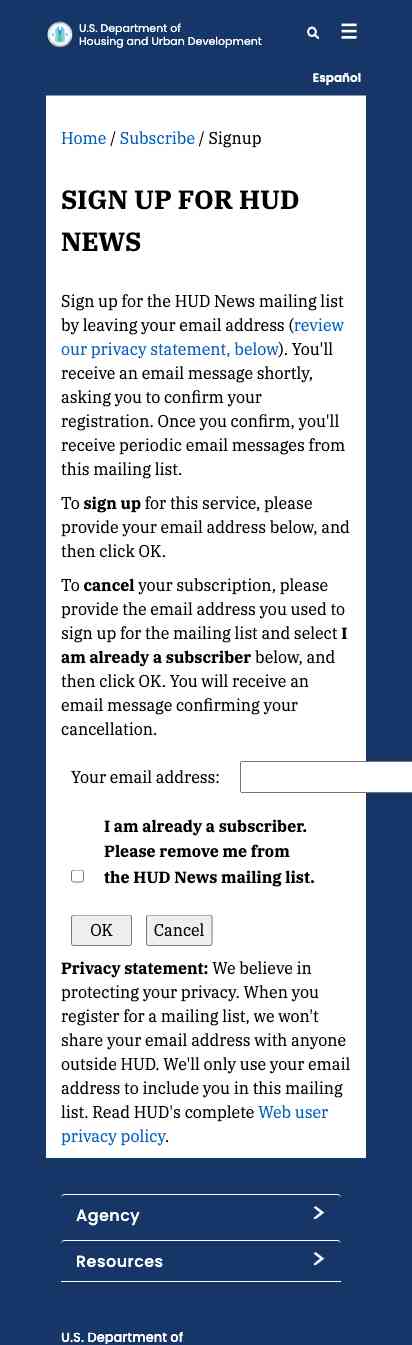 U.S. Department of
Housing and Urban Development
Español
Home / Subscribe / Signup
SIGN UP FOR HUD
NEWS
Sign up for the HUD News mailing list
by leaving your email address (review
our privacy statement, below). You'll
receive an email message shortly,
asking you to confirm your
registration. Once you confirm, you'll
receive periodic email messages from
this mailing list.
To sign up for this service, please
provide your email address below, and
then click OK.
To cancel your subscription, please
provide the email address you used to
sign up for the mailing list and select I
am already a subscriber below, and
then click OK. You will receive an
email message confirming your
cancellation.
Your email address:
I am already a subscriber.
Please remove me from
the HUD News mailing list.
OK Cancel
Privacy statement: We believe in
protecting your privacy. When you
register for a mailing list, we won't
share your email address with anyone
outside HUD. We'll only use your email
address to include you in this mailing
list. Read HUD's complete Web user
privacy policy.
Agency
Resources
U.S. Department of